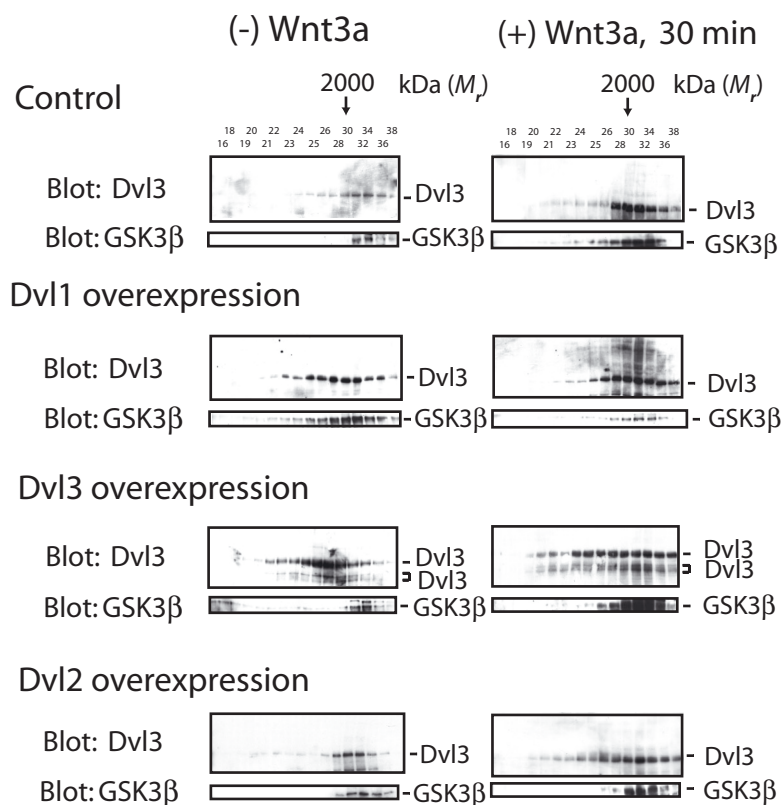 (-) Wnt3a (+) Wnt3a, 30 min
Control 2000 kDa (Mr) 2000 kDa (Mr)
18 20 22 24 26 30 34 38 18 20 22 24 26 30 34 38
16 19 21 23 25 28 32 36 16 19 21 23 25 28 32 36
Blot: Dvl3 -Dvl3 - Dvl3
Blot: GSK3β -GSK3β - GSK3β
Dvl1 overexpression
Blot: Dvl3 -Dvl3 - Dvl3
Blot: GSK3β -GSK3β - GSK3β
Dvl3 overexpression
Blot: Dvl3 -Dvl3 - Dvl3
Dvl3 Dvl3
Blot: GSK3β - GSK3β - GSK3β
Dvl2 overexpression
Blot: Dvl3 -Dvl3 - Dvl3
Blot: GSK3β -GSK3β - GSK3β